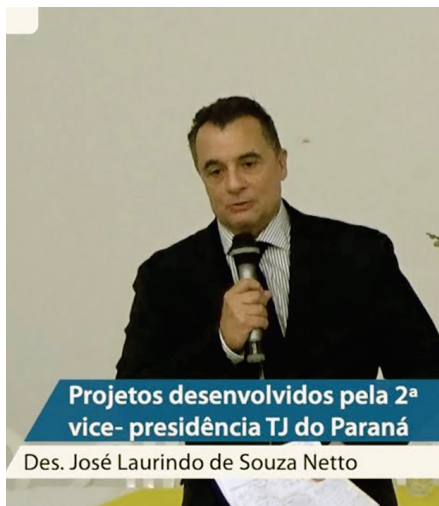 Projetos desenvolvidos pela 2ª
vice- presidência TJ do Paraná
Des. José Laurindo de Souza Netto